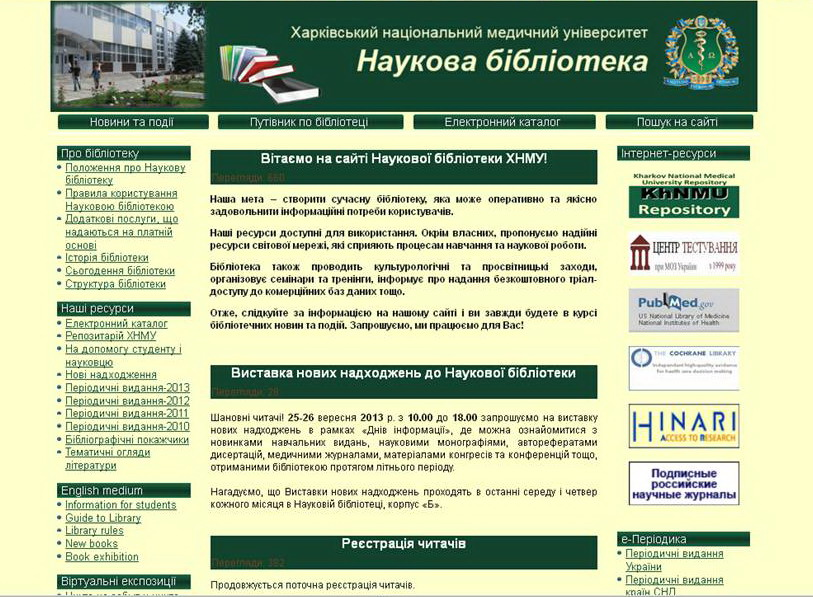 Харківський національний медичний університет
Наукова бібліотека
Новини та події
Путівник по бібліотеці
Електронний каталог
Пошук на сайті
Про бібліотеку
Положення про Наукову
бібліотеку
Правила користування
Науковою бібліотекою
Додаткові послуги, що
надаються на платній
основі
Історія бібліотеки
Сьогодення бібліотеки
Структура бібліотеки
Наші ресурси
Електронний каталог
Репозитарій ХНМУ
На допомогу студенту і
науковцю
Нові надходження
Періодичні видання-2013
Періодичні видання-2012
Періодичні видання-2011
Періодичні видання-2010
Бібліографічні покажчики
Тематичні огляди
літератури
English medium
Information for students
Guide to Library
Library rules
New books
Book exhibition
Віртуальні експозиції
Вітаємо на сайті Наукової бібліотеки ХНМУ!
Перегляди: 660
Наша мета – створити сучасну бібліотеку, яка може оперативно та якісно
задовольнити інформаційні потреби користувачів.
Наші ресурси доступні для використання. Окрім власних, пропонуємо надійні
ресурси світової мережі, які сприяють процесам навчання та наукової роботи.
Бібліотека також проводить культурологічні та просвітницькі заходи,
організовує семінари та тренінги, інформує про надання безкоштовного тріал-
доступу до комерційних баз даних тощо.
Отже, слідкуйте за інформацією на нашому сайті і ви завжди будете в курсі
бібліотечних новин та події. Запрошуємо, ми працюємо для Вас!
Виставка нових надходжень до Наукової бібліотеки
Перегляди: 28
Шановні читачі! 25-26 вересня 2013 р. з 10.00 до 18.00 запрошуємо на виставку
нових надходжень в рамках «Днів інформації», де можна ознайомитися з
новинками навчальних видань, науковими монографіями, авторефератами
дисертацій, медичними журналами, матеріалами конгресів та конференцій тощо,
отриманими бібліотекою протягом літнього періоду.
Нагадуємо, що Виставки нових надходжень проходять в останні середу і четвер
кожного місяця в Науковій бібліотеці, корпус «Б».
Реєстрація читачів
Перегляди: 392
Продовжується поточна реєстрація читачів.
Інтернет-ресурси
Kharkov National Medical
University Repository
KhNMU
Repository
ЦЕНТР ТЕСТУВАННЯ
при МОЗ України з 1999 року
PubMed.gov
US National Library of Medicine
National Institutes of Health
THE COCHRANE LIBRARY
Independent high-quality evidence
for health care decision making
HINARI
ACCESS TO RESEARCH
Подписные
российские
научные журналы
е-Періодика
Періодичні видання
України
Періодичні видання
країн СНД